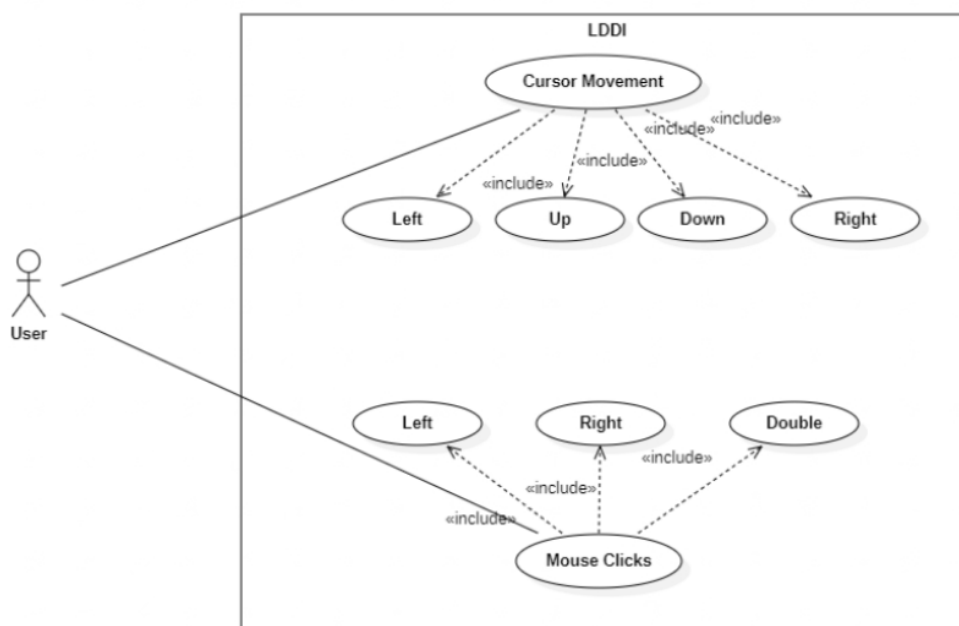 LDDI
Cursor Movement
«include»
«include»
«include»
«include»
Left
Up
Down
Right
User
Left
Right
Double
«include»
«include»
«include»
Mouse Clicks